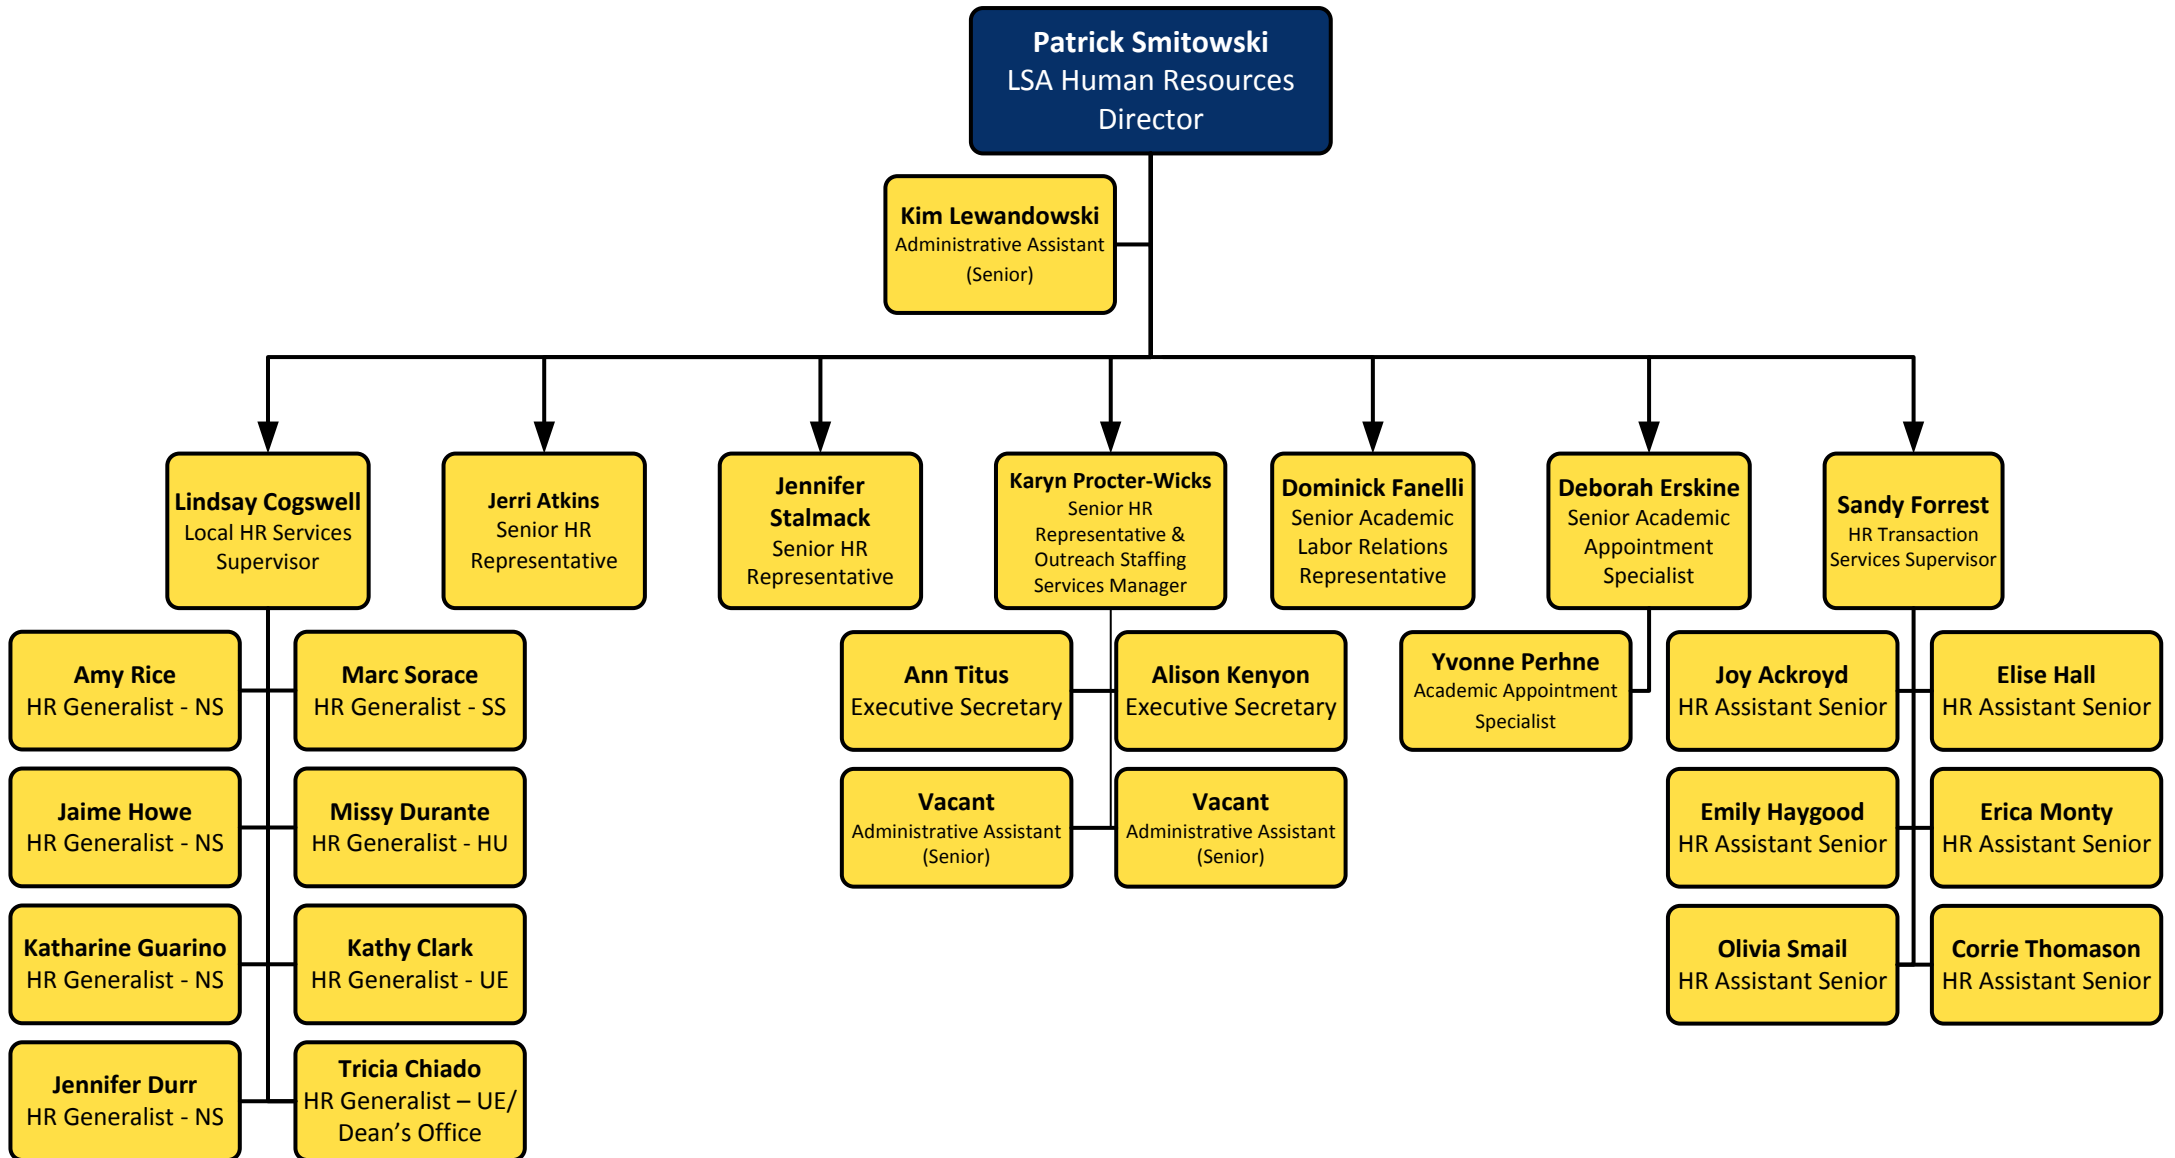 Patrick Smitowski
LSA Human Resources
Director
Kim Lewandowski
Administrative Assistant
(Senior)
Lindsay Cogswell
Local HR Services
Supervisor
Jerri Atkins
Senior HR
Representative
Jennifer
Stalmack
Senior HR
Representative
Karyn Procter-Wicks
Senior HR
Representative &
Outreach Staffing
Services Manager
Dominick Fanelli
Senior Academic
Labor Relations
Representative
Deborah Erskine
Senior Academic
Appointment
Specialist
Sandy Forrest
HR Transaction
Services Supervisor
Amy Rice
HR Generalist - NS
Marc Sorace
HR Generalist - SS
Jaime Howe
HR Generalist - NS
Missy Durante
HR Generalist - HU
Katharine Guarino
HR Generalist - NS
Kathy Clark
HR Generalist - UE
Jennifer Durr
HR Generalist - NS
Tricia Chiado
HR Generalist – UE/
Dean’s Office
Ann Titus
Executive Secretary
Alison Kenyon
Executive Secretary
Vacant
Administrative Assistant
(Senior)
Vacant
Administrative Assistant
(Senior)
Yvonne Perhne
Academic Appointment
Specialist
Joy Ackroyd
HR Assistant Senior
Elise Hall
HR Assistant Senior
Emily Haygood
HR Assistant Senior
Erica Monty
HR Assistant Senior
Olivia Smail
HR Assistant Senior
Corrie Thomason
HR Assistant Senior